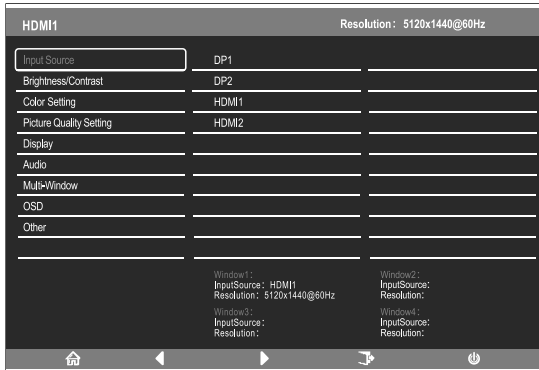 HDMI1 Resolution: 5120x1440@60Hz
Input Source DP1
Brightness/Contrast DP2
Color Setting HDMI1
Picture Quality Setting HDMI2
Display
Audio
Multi-Window
OSD
Other
Window1: Window2:
InputSource: HDMI1 InputSource:
Resolution: 5120x1440@60Hz Resolution:
Window3: Window4:
InputSource: InputSource:
Resolution: Resolution: